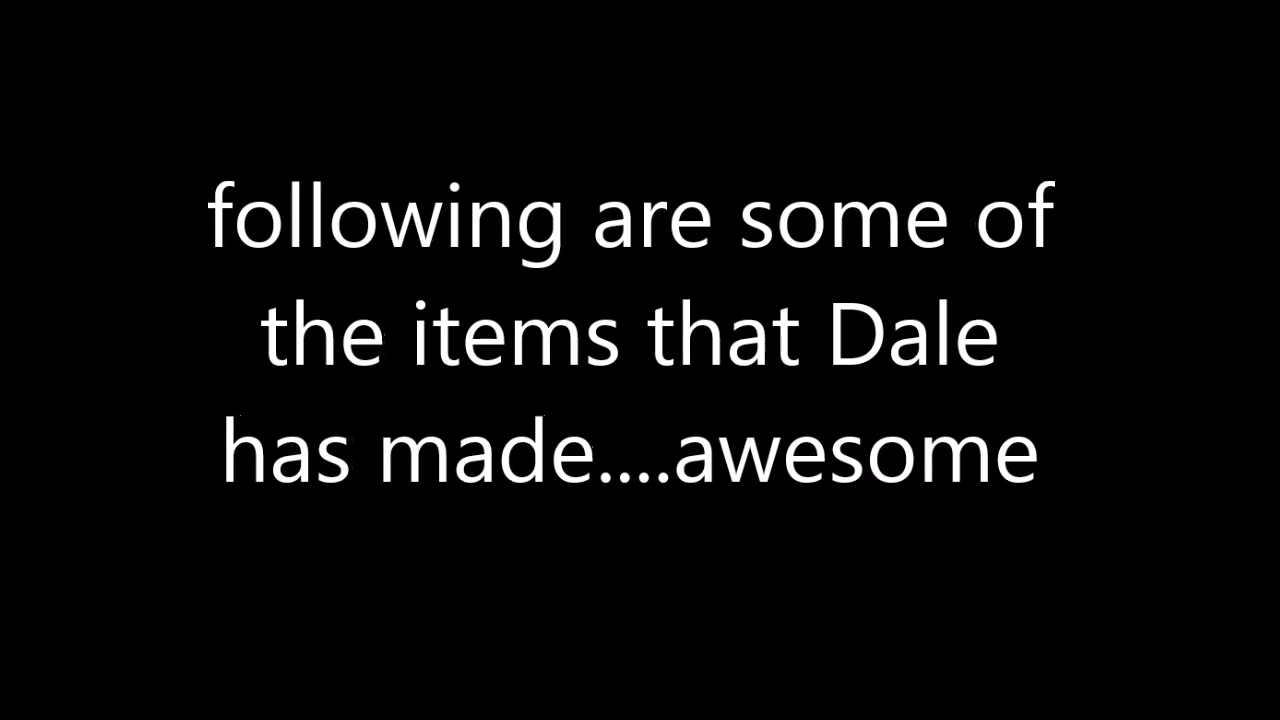 following are some of
the items that Dale
has made....awesome